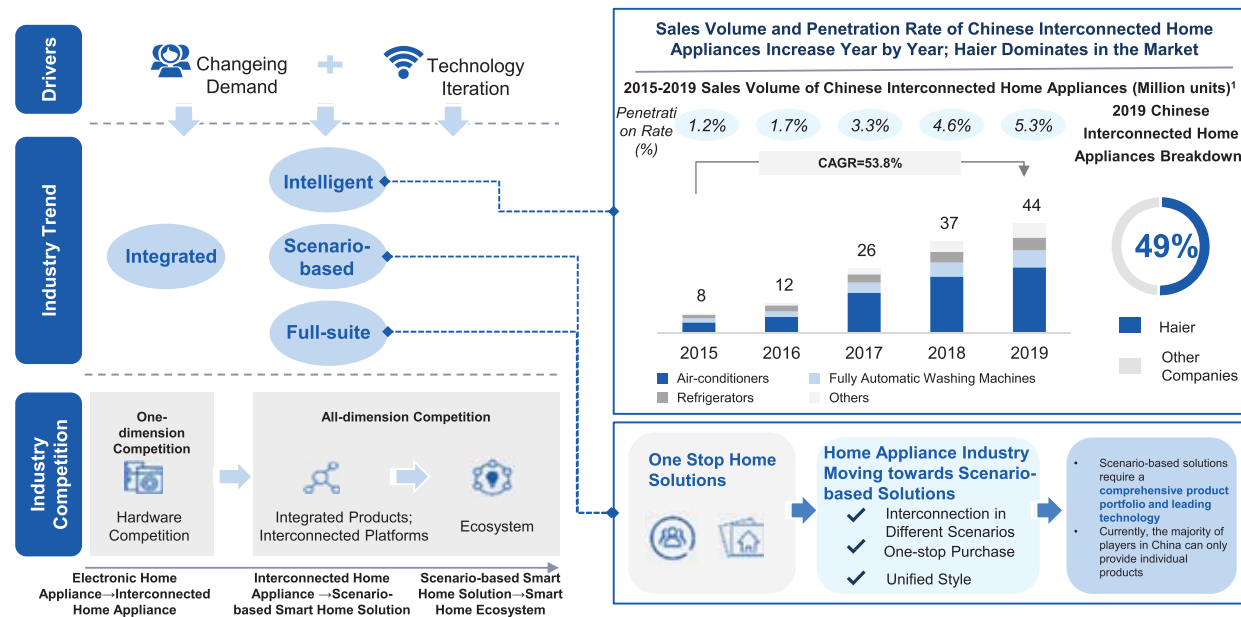 Drivers
Changeing
Demand
Technology
Iteration
Industry Trend
Integrated
Intelligent
Scenario-
based
Full-suite
Industry
Competition
One-
dimension
Competition
Hardware
Competition
All-dimension Competition
Integrated Products;
Interconnected Platforms
Ecosystem
Electronic Home
Appliance→Interconnected
Home Appliance
Interconnected Home
Appliance →Scenario-
based Smart Home Solution
Scenario-based Smart
Home Solution→Smart
Home Ecosystem
Sales Volume and Penetration Rate of Chinese Interconnected Home
Appliances Increase Year by Year; Haier Dominates in the Market
2015-2019 Sales Volume of Chinese Interconnected Home Appliances (Million units)¹
Penetrati
on Rate
(%)
1.2%
1.7%
3.3%
4.6%
5.3%
CAGR=53.8%
8
12
26
37
44
2015
2016
2017
2018
2019
Air-conditioners
Fully Automatic Washing Machines
Refrigerators
Others
2019 Chinese
Interconnected Home
Appliances Breakdown
49%
Haier
Other
Companies
One Stop Home
Solutions
Home Appliance Industry
Moving towards Scenario-
based Solutions
Interconnection in
Different Scenarios
One-stop Purchase
Unified Style
• Scenario-based solutions
require a
comprehensive product
portfolio and leading
technology
• Currently, the majority of
players in China can only
provide individual
products